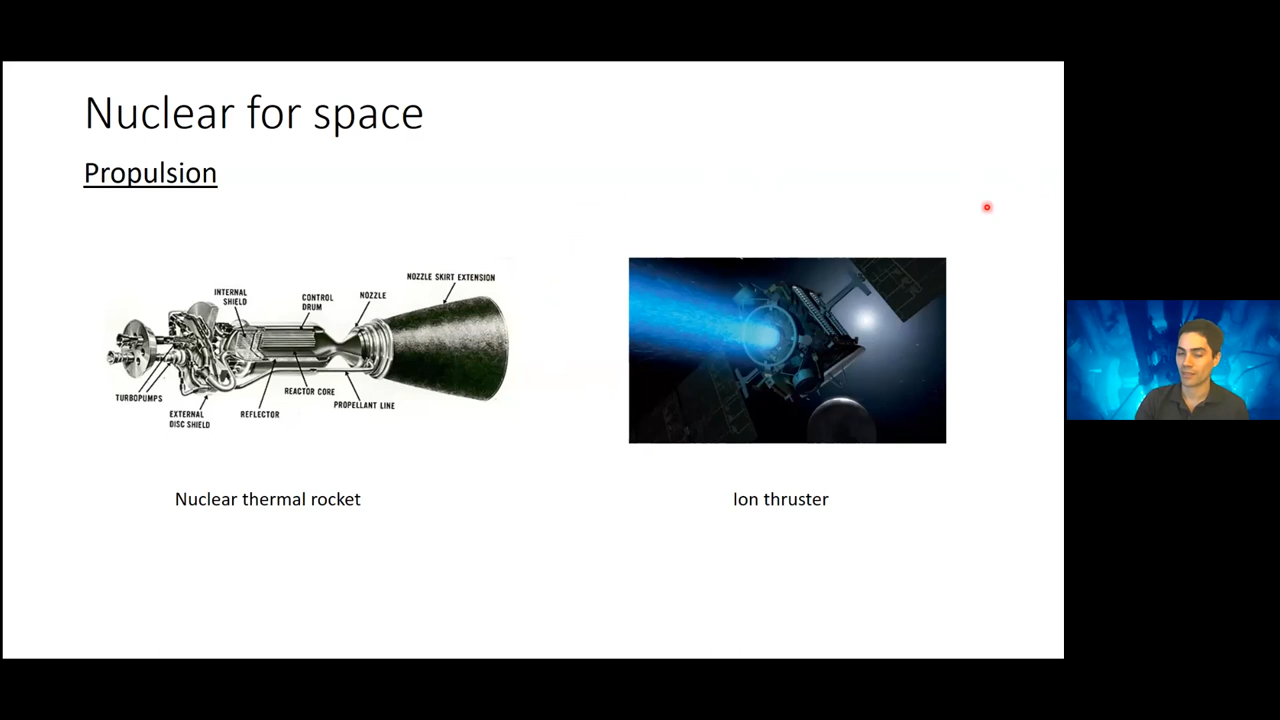 Nuclear for space
Propulsion
NOZZLE SKIRT EXTENSION
INTERNAL
SHIELD
CONTROL
DRUM
NOZZLE
TURBOPUMPS
EXTERNAL
DISC SHIELD
REFLECTOR
REACTOR CORE
PROPELLANT LINE
Nuclear thermal rocket
Ion thruster